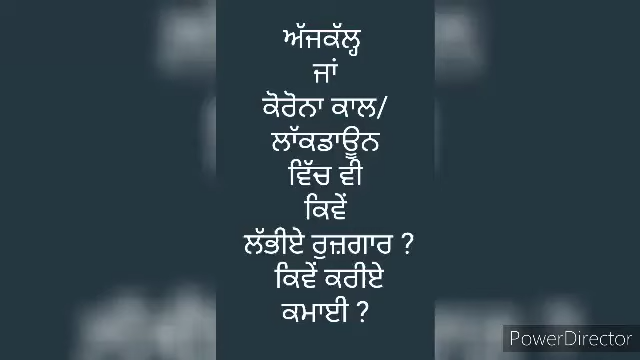 ਅੱਜਕੱਲ੍ਹ
ਜਾਂ
ਕੋਰੋਨਾ ਕਾਲ/
ਲਾੱਕਡਾਊਨ
ਵਿੱਚ ਵੀ
ਕਿਵੇਂ
ਲੱਭੀਏ ਰੁਜ਼ਗਾਰ ?
ਕਿਵੇਂ ਕਰੀਏ
ਕਮਾਈ ?
PowerDirector